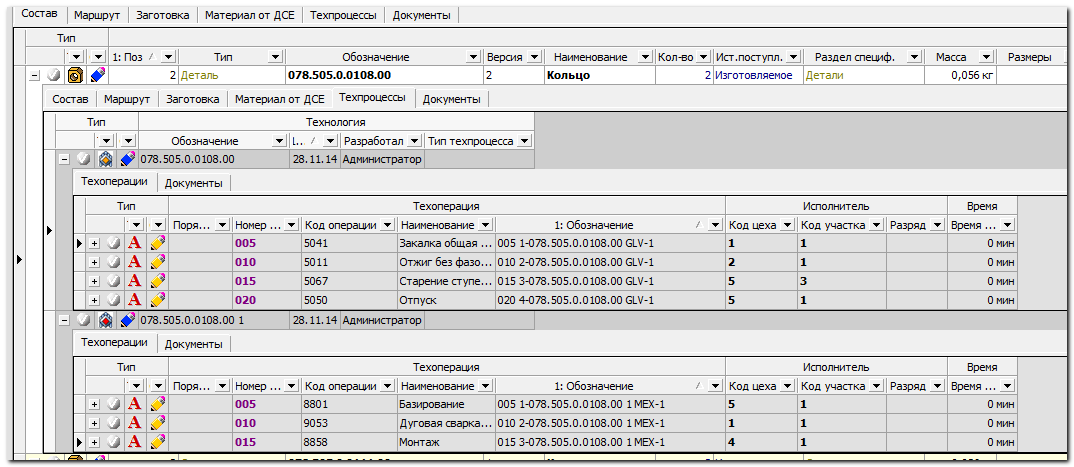 Состав Маршрут Заготовка Материал от ДСЕ Техпроцессы Документы
Тип
1: Поз Тип Обозначение Версия Наименование Кол-во Ист.поступл. Раздел специф. Масса Размеры
2 Деталь 078.505.0.0108.00 2 Кольцо 2 Изготовляемое Детали 0,056 кг
Состав Маршрут Заготовка Материал от ДСЕ Техпроцессы Документы
Тип Технология
Обозначение Разработал Тип техпроцесса
078.505.0.0108.00 28.11.14 Администратор
Техоперации Документы
Тип Техоперация Исполнитель Время
Поря... Номер ... Код операции Наименование 1: Обозначение Код цеха Код участка Разряд Время ...
А 005 5041 Закалка общая ... 005 1-078.505.0.0108.00 GLV-1 1 1 0 мин
А 010 5011 Отжиг без фазо... 010 2-078.505.0.0108.00 GLV-1 2 1 0 мин
А 015 5067 Старение ступе... 015 3-078.505.0.0108.00 GLV-1 5 3 0 мин
А 020 5050 Отпуск 020 4-078.505.0.0108.00 GLV-1 5 1 0 мин
078.505.0.0108.00 1 28.11.14 Администратор
Техоперации Документы
Тип Техоперация Исполнитель Время
Поря... Номер ... Код операции Наименование 1: Обозначение Код цеха Код участка Разряд Время ...
А 005 8801 Базирование 005 1-078.505.0.0108.00 1 MEX-1 5 1 0 мин
А 010 9053 Дуговая сварка... 010 2-078.505.0.0108.00 1 MEX-1 1 1 0 мин
А 015 8858 Монтаж 015 3-078.505.0.0108.00 1 MEX-1 4 1 0 мин